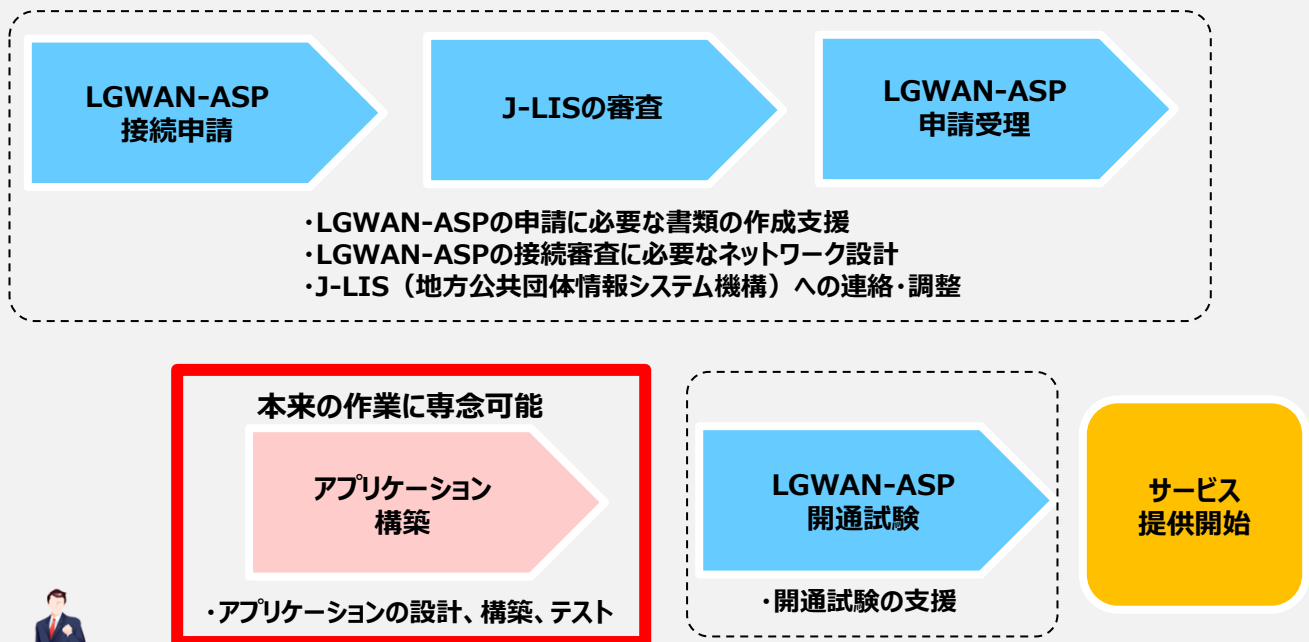 LGWAN-ASP
接続申請
J-LISの審査
LGWAN-ASP
申請受理
・LGWAN-ASPの申請に必要な書類の作成支援
・LGWAN-ASPの接続審査に必要なネットワーク設計
・J-LIS（地方公共団体情報システム機構）への連絡・調整
本来の作業に専念可能
アプリケーション
構築
・アプリケーションの設計、構築、テスト
LGWAN-ASP
開通試験
・開通試験の支援
サービス
提供開始